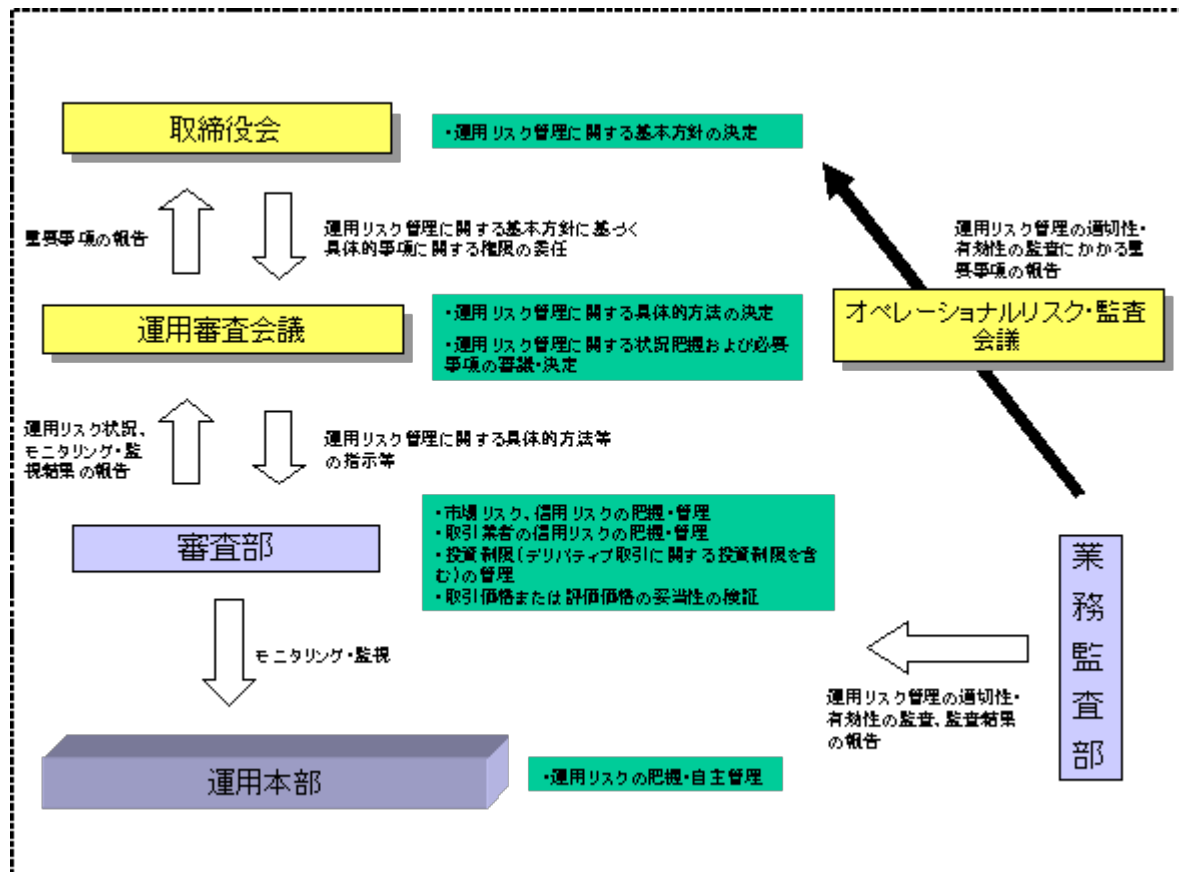 取締役会
・運用リスク管理に関する基本方針の決定
重要事項の報告
運用リスク管理に関する基本方針に基づく
具体的事項に関する権限の委任
運用リスク管理の適切性・
有効性の監査にかかる重
要事項の報告
運用審査会議
・運用リスク管理に関する具体的方法の決定
・運用リスク管理に関する状況把握および必要
事項の審議・決定
オペレーショナルリスク・監査
会議
運用リスク状況、
モニタリング・監
視結果の報告
運用リスク管理に関する具体的方法等
の指示等
審査部
・市場リスク、信用リスクの把握・管理
・取引業者の信用リスクの把握・管理
・投資制限(デリバティブ取引に関する投資制限を含
む)の管理
・取引価格または評価価格の妥当性の検証
業務監査部
モニタリング・監視
運用リスク管理の適切性・
有効性の監査、監査結果
の報告
運用本部
・運用リスクの把握・自主管理